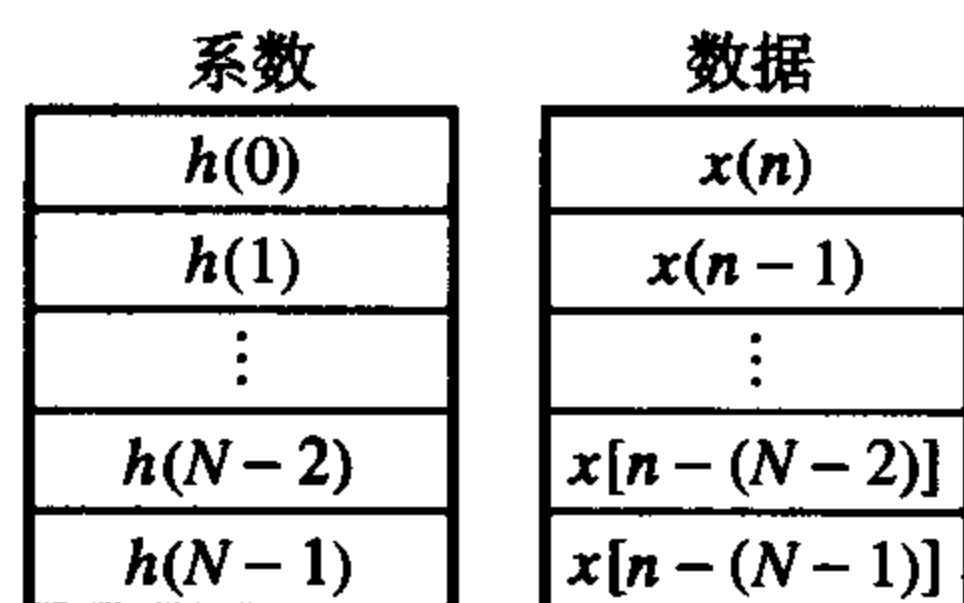 系数 数据
h(0) x(n)
h(1) x(n − 1)
⋮ ⋮
h(N − 2) x[n − (N − 2)]
h(N − 1) x[n − (N − 1)]